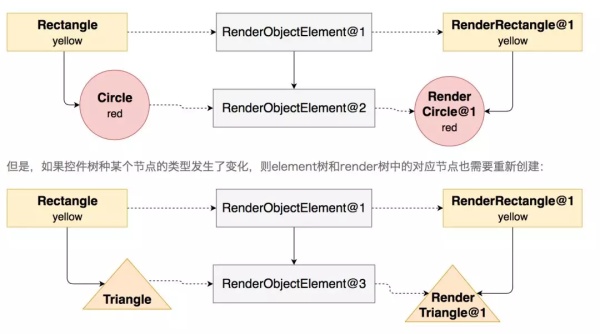 Rectangle
yellow
RenderObjectElement@1
RenderRectangle@1
yellow
Circle
red
RenderObjectElement@2
Render
Circle@1
red
但是，如果控件树种某个节点的类型发生了变化，则element树和render树中的对应节点也需要重新创建：
Rectangle
yellow
RenderObjectElement@1
RenderRectangle@1
yellow
Triangle
RenderObjectElement@3
Render
Triangle@1